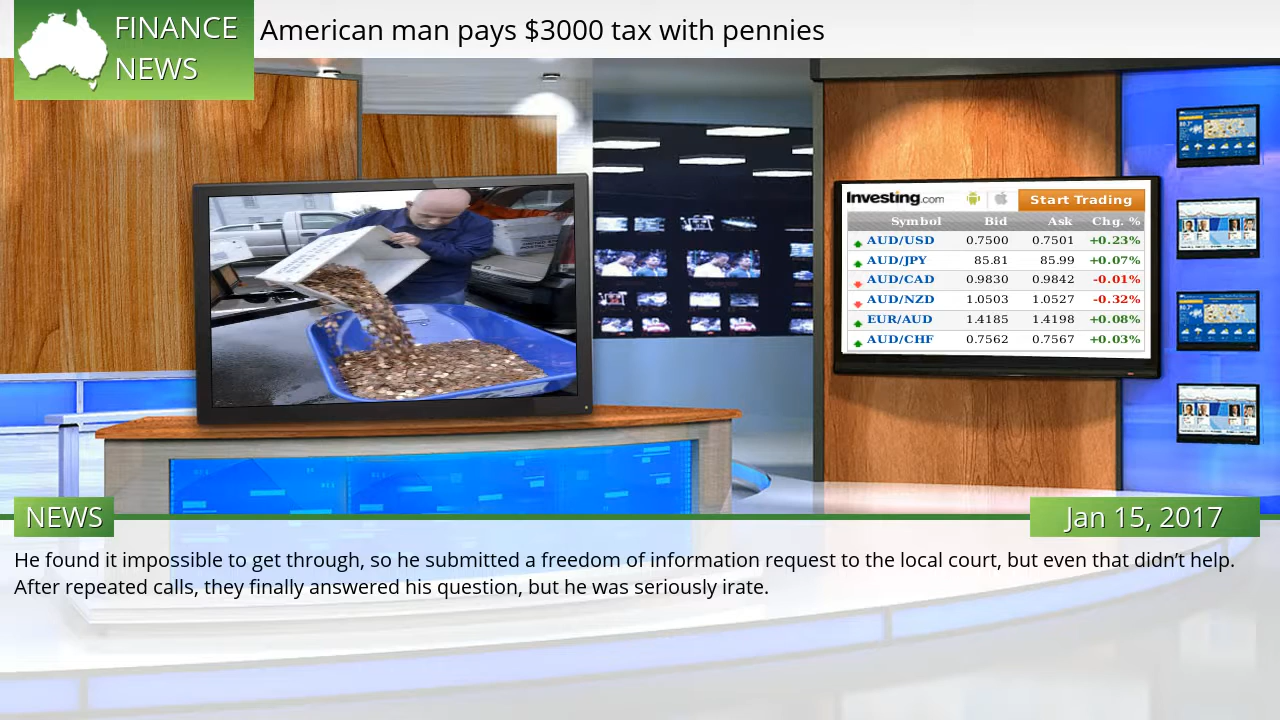 FINANCE
NEWS
American man pays $3000 tax with pennies
Investing.com
Start Trading
Symbol Bid Ask Chg. %
AUD/USD 0.7500 0.7501 +0.23%
AUD/JPY 85.81 85.99 +0.07%
AUD/CAD 0.9830 0.9842 -0.01%
AUD/NZD 1.0503 1.0527 -0.32%
EUR/AUD 1.4185 1.4198 +0.08%
AUD/CHF 0.7562 0.7567 +0.03%
NEWS
Jan 15, 2017
He found it impossible to get through, so he submitted a freedom of information request to the local court, but even that didn’t help.
After repeated calls, they finally answered his question, but he was seriously irate.